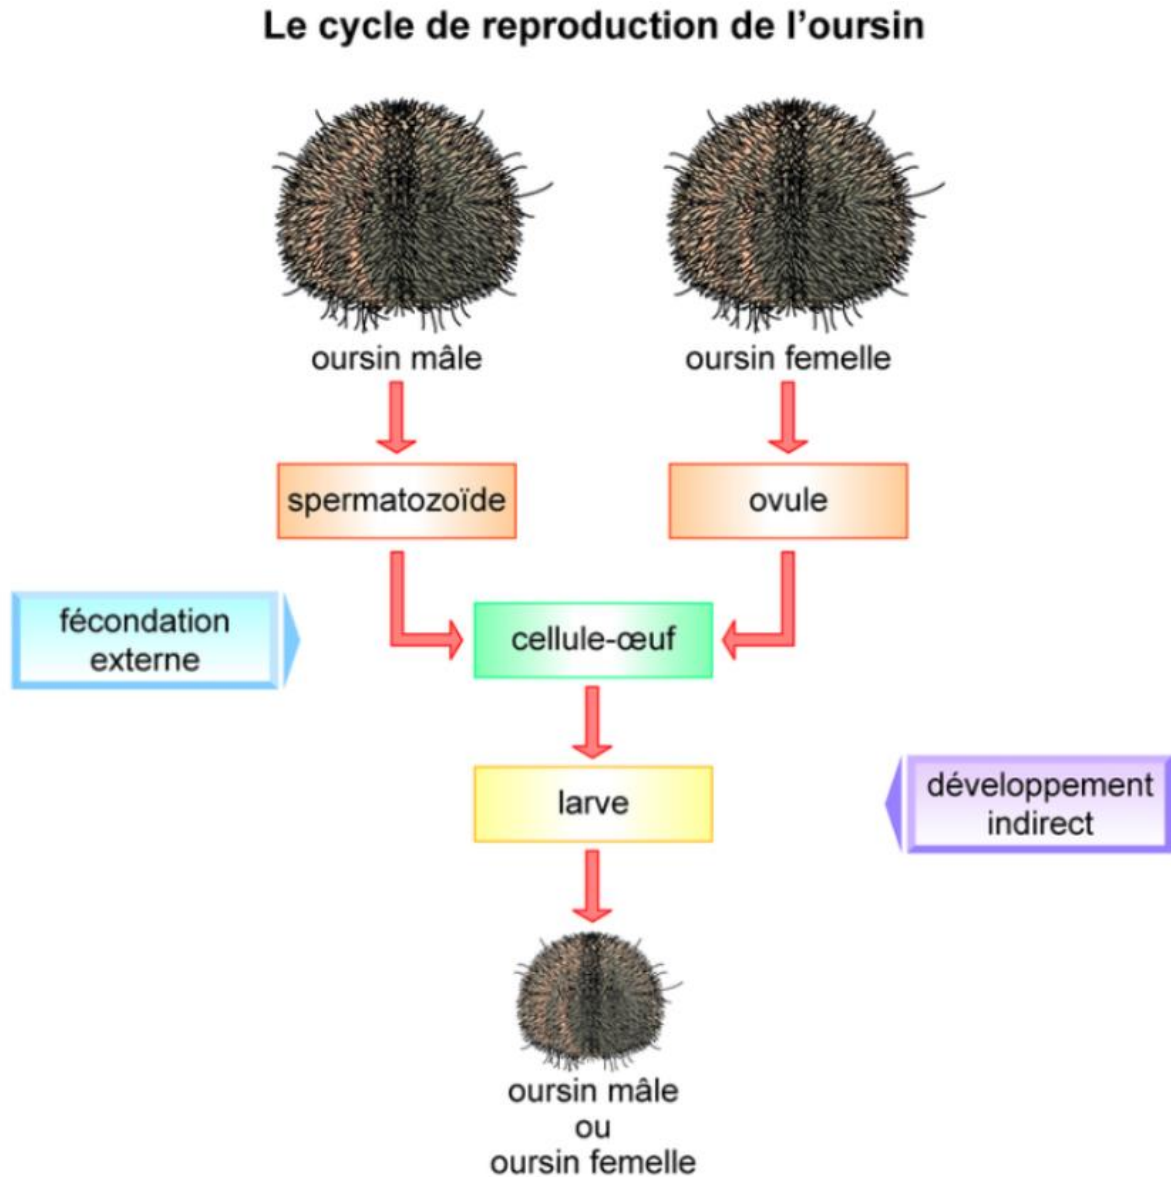 Le cycle de reproduction de l’oursin
oursin mâle
oursin femelle
spermatozoïde
ovule
fécondation
externe
cellule-œuf
larve
développement
indirect
oursin mâle
ou
oursin femelle